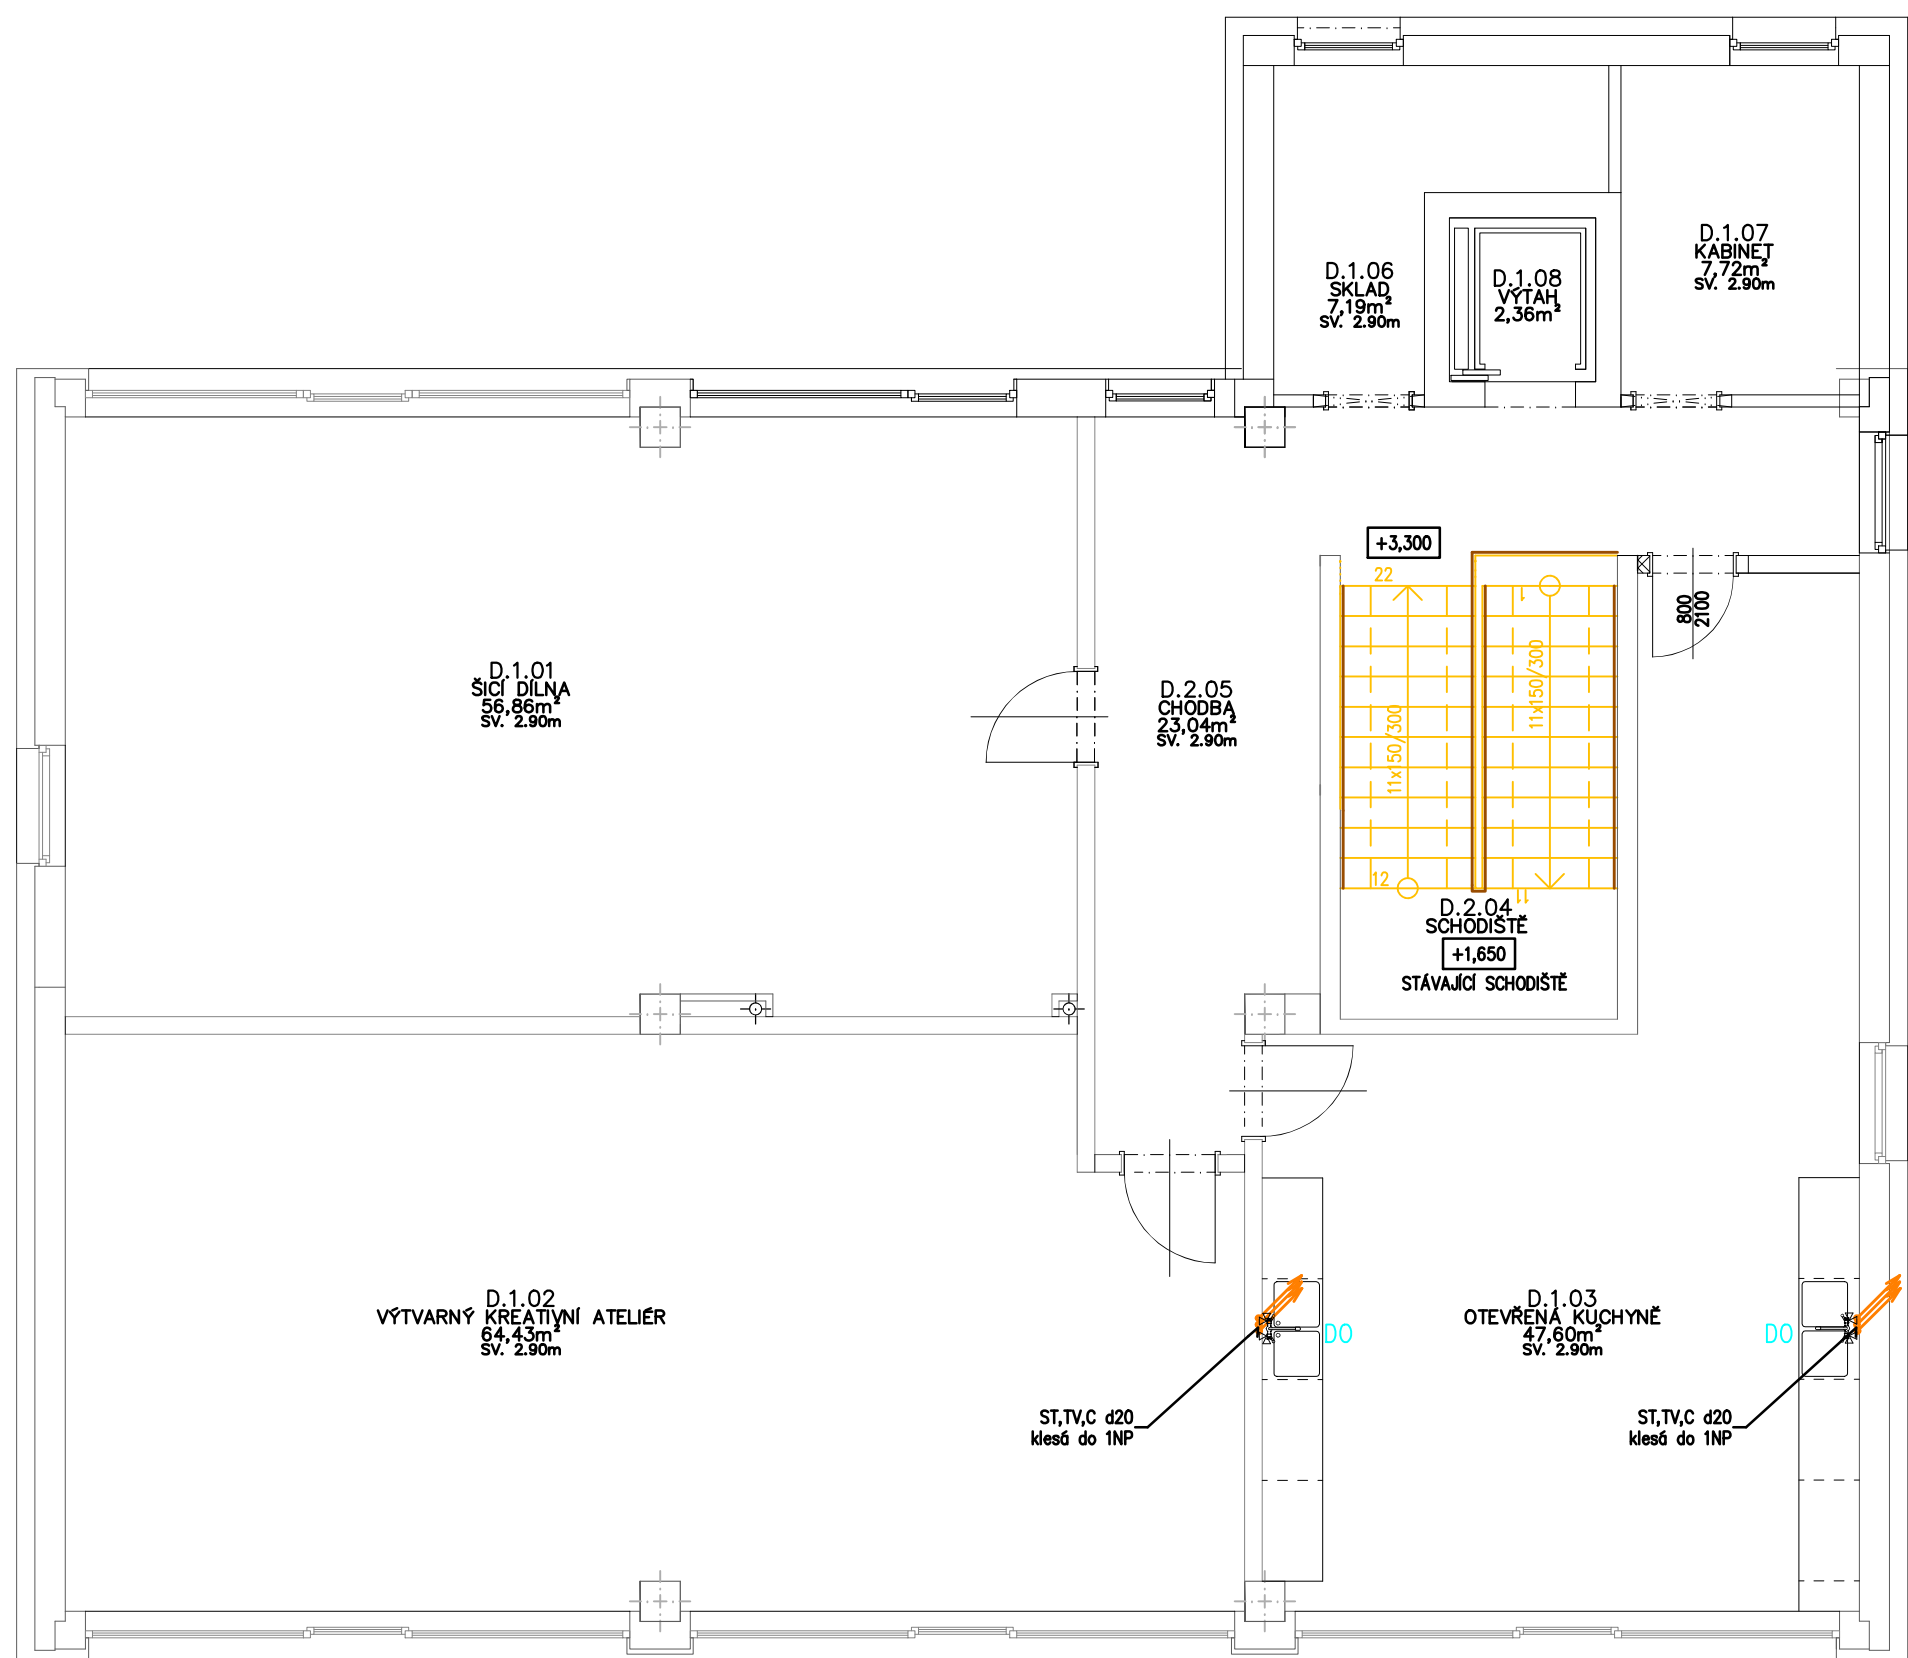 D.1.07
KABINET
7,72m²
SV. 2.90m
D.1.06
SKLAD
7,19m²
SV. 2.90m
D.1.08
VÝTAH
2,36m²
+3,300
22
1
800
2100
11x150/300
11x150/300
D.1.01
ŠICÍ DÍLNA
56,86m²
SV. 2.90m
D.2.05
CHODBA
23,04m²
SV. 2.90m
12
11
D.2.04
SCHODIŠTĚ
+1,650
STÁVAJÍCÍ SCHODIŠTĚ
D.1.02
VÝTVARNÝ KREATIVNÍ ATELIÉR
64,43m²
SV. 2.90m
D.1.03
OTEVŘENÁ KUCHYNĚ
47,60m²
SV. 2.90m
DO
DO
ST,TV,C d20
klesá do 1NP
ST,TV,C d20
klesá do 1NP